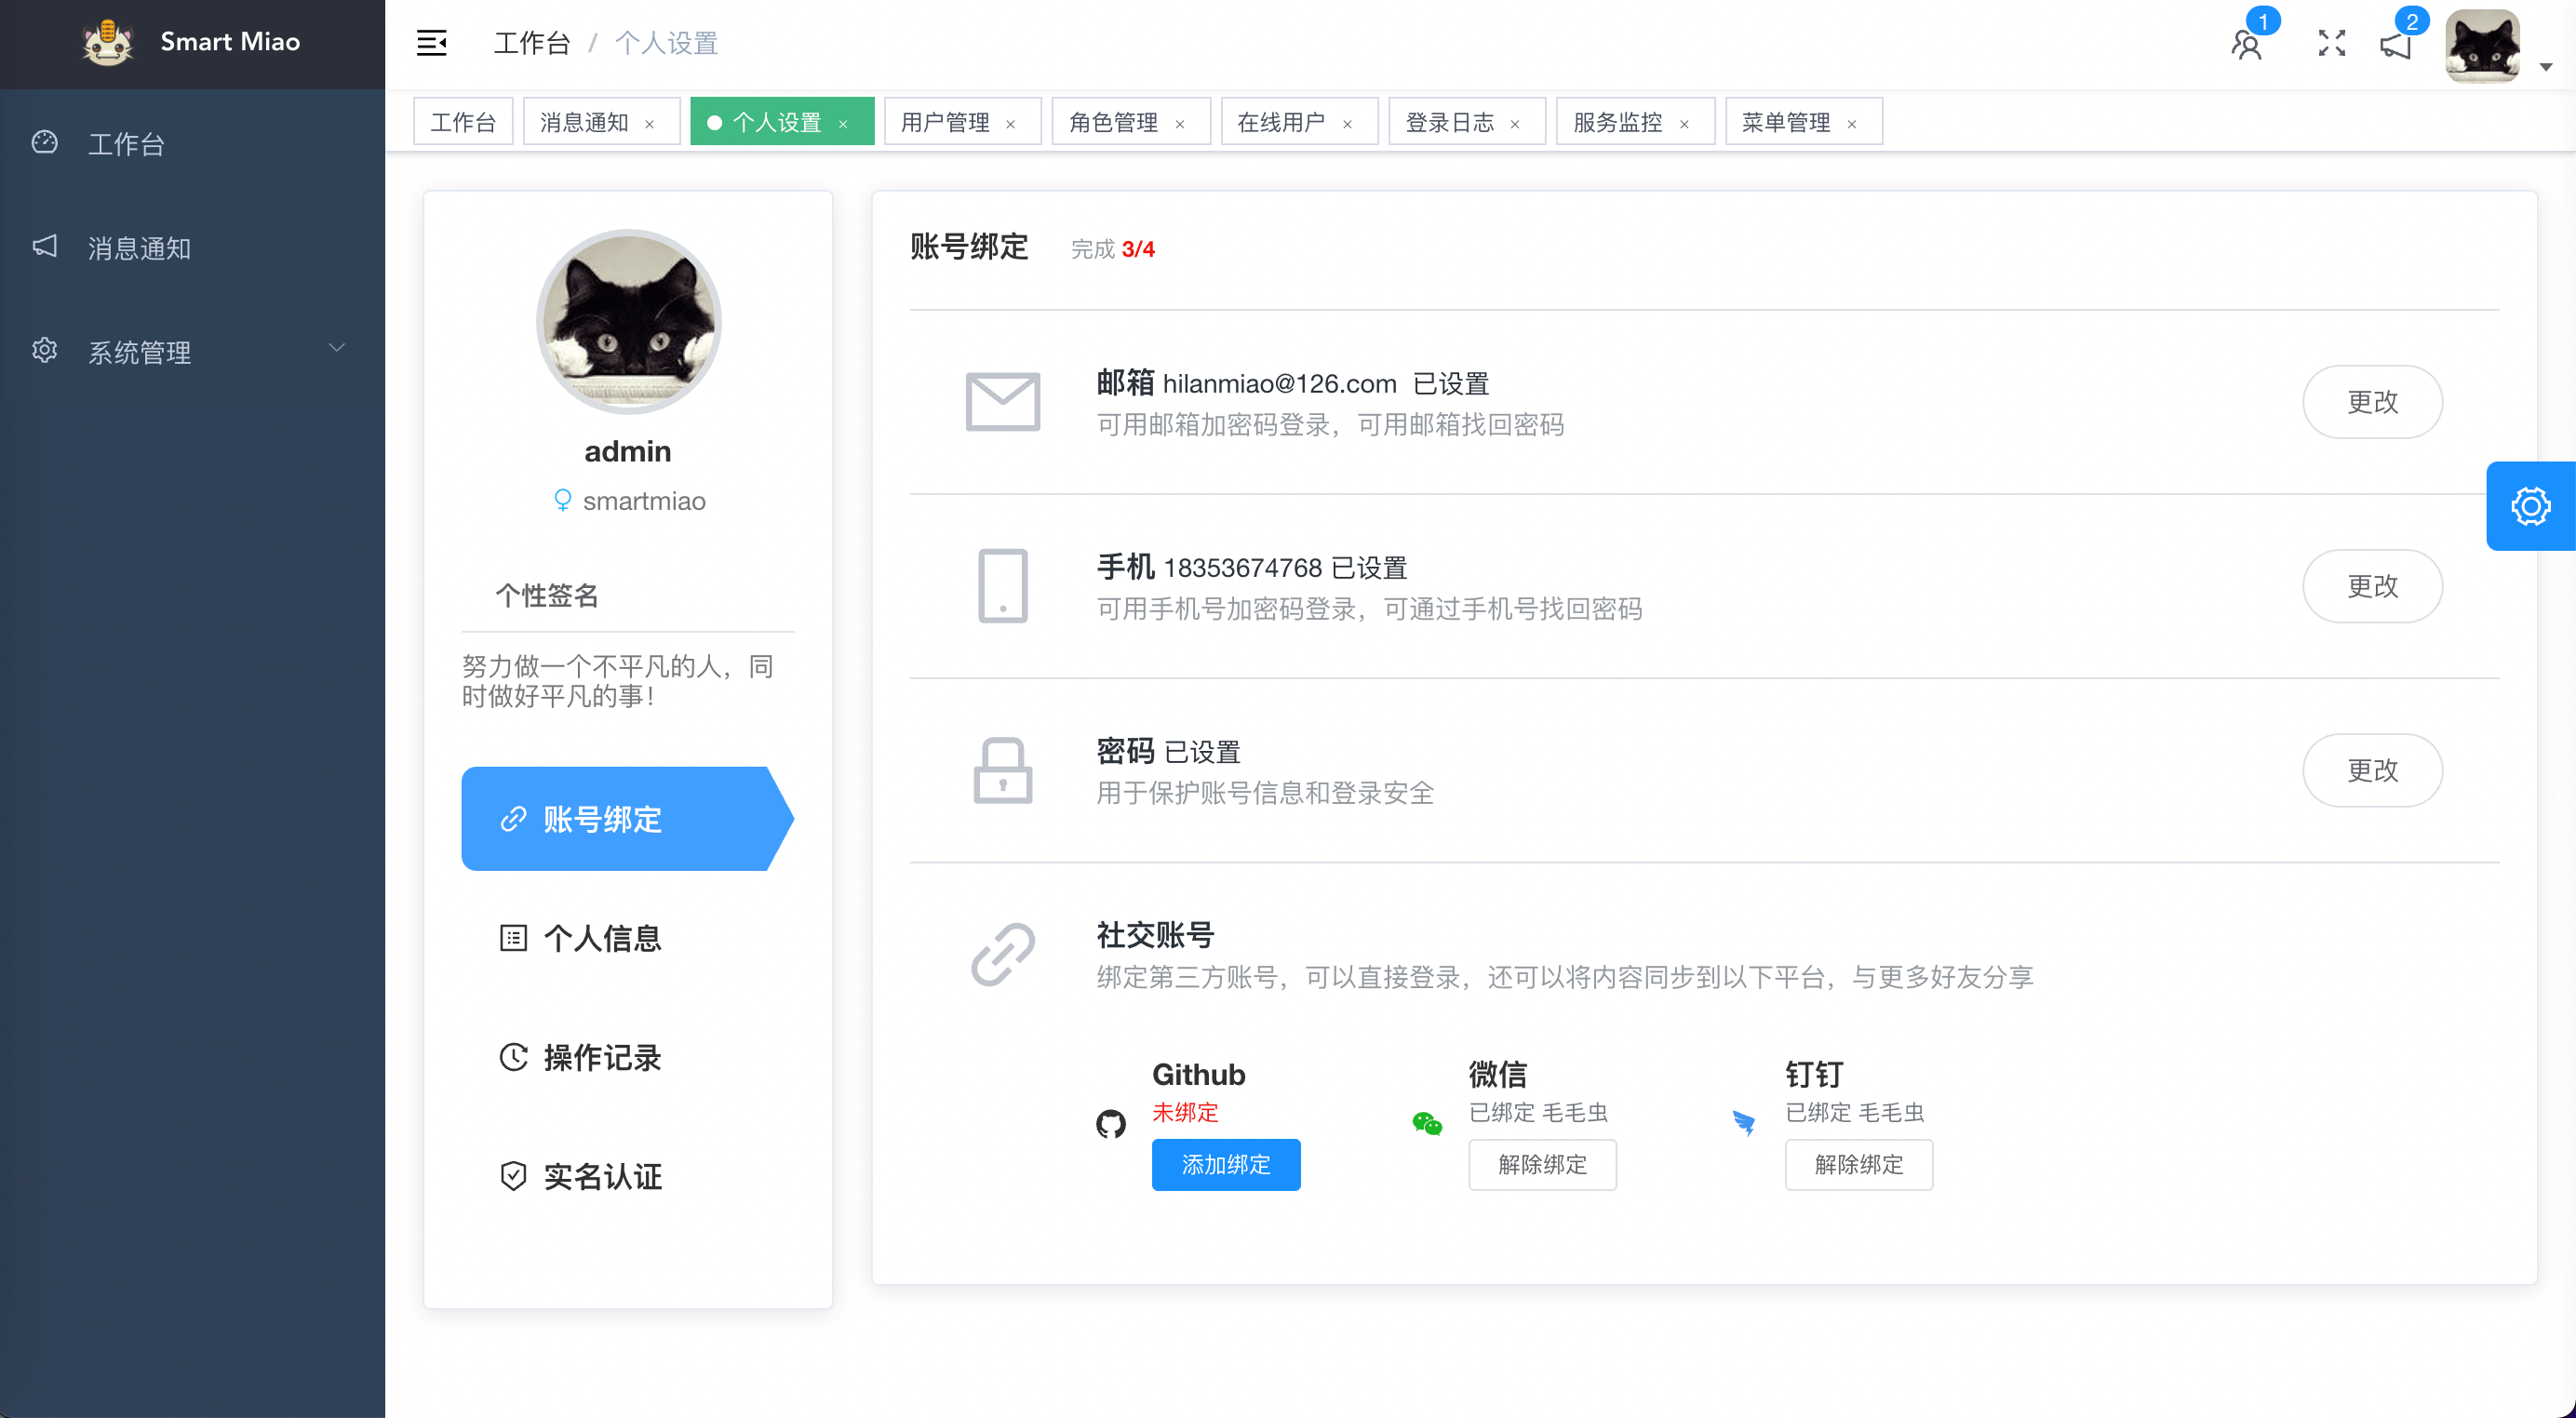 Smart Miao
工作台
消息通知
系统管理
工作台 / 个人设置
1
2
工作台
消息通知 ×
个人设置 ×
用户管理 ×
角色管理 ×
在线用户 ×
登录日志 ×
服务监控 ×
菜单管理 ×
admin
smartmiao
个性签名
努力做一个不平凡的人，同
时做好平凡的事！
账号绑定
个人信息
操作记录
实名认证
账号绑定 完成 3/4
邮箱 hilanmiao@126.com 已设置
可用邮箱加密码登录，可用邮箱找回密码
更改
手机 18353674768 已设置
可用手机号加密码登录，可通过手机号找回密码
更改
密码 已设置
用于保护账号信息和登录安全
更改
社交账号
绑定第三方账号，可以直接登录，还可以将内容同步到以下平台，与更多好友分享
Github
未绑定
添加绑定
微信
已绑定 毛毛虫
解除绑定
钉钉
已绑定 毛毛虫
解除绑定